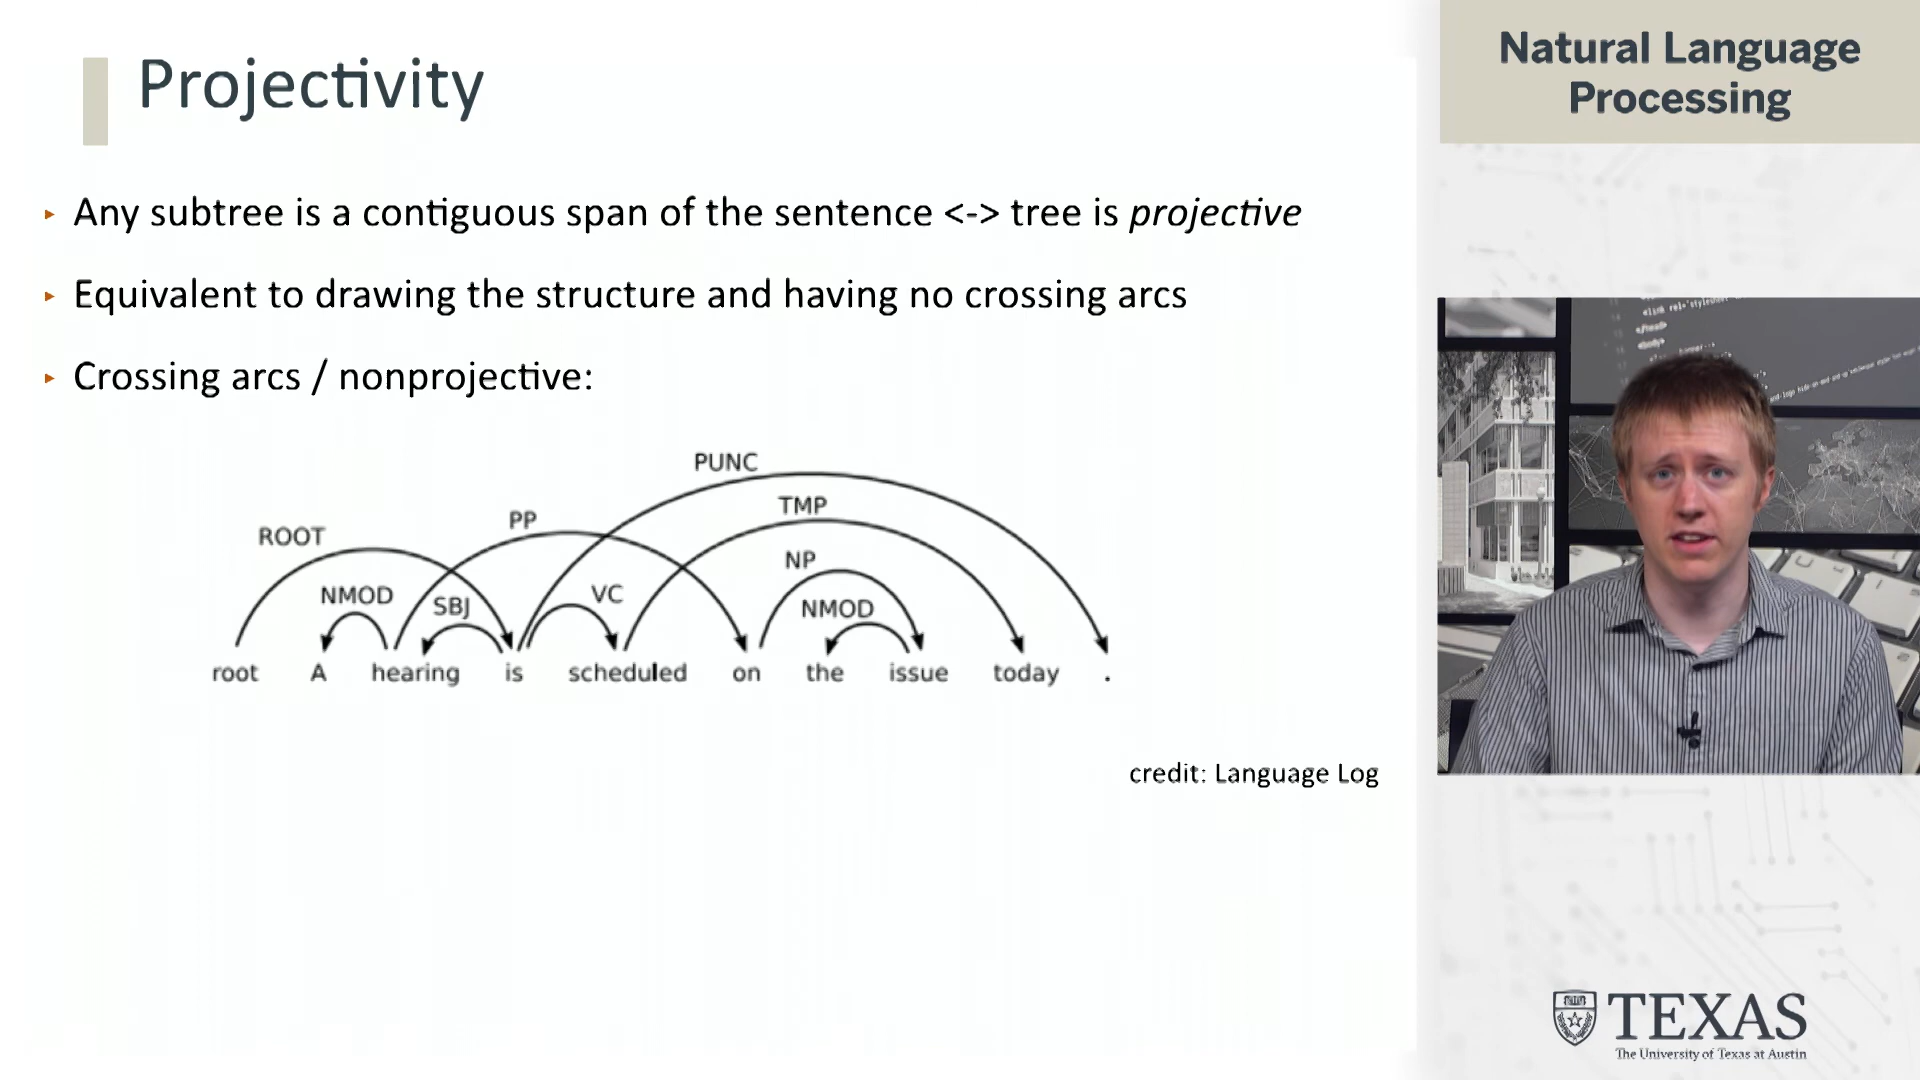 Projectivity
Natural Language
Processing
▸ Any subtree is a contiguous span of the sentence <-> tree is projective
▸ Equivalent to drawing the structure and having no crossing arcs
▸ Crossing arcs / nonprojective:
PUNC
TMP
PP
ROOT
NP
VC
NMOD
SBJ
NMOD
root A hearing is scheduled on the issue today .
credit: Language Log
TEXAS
The University of Texas at Austin